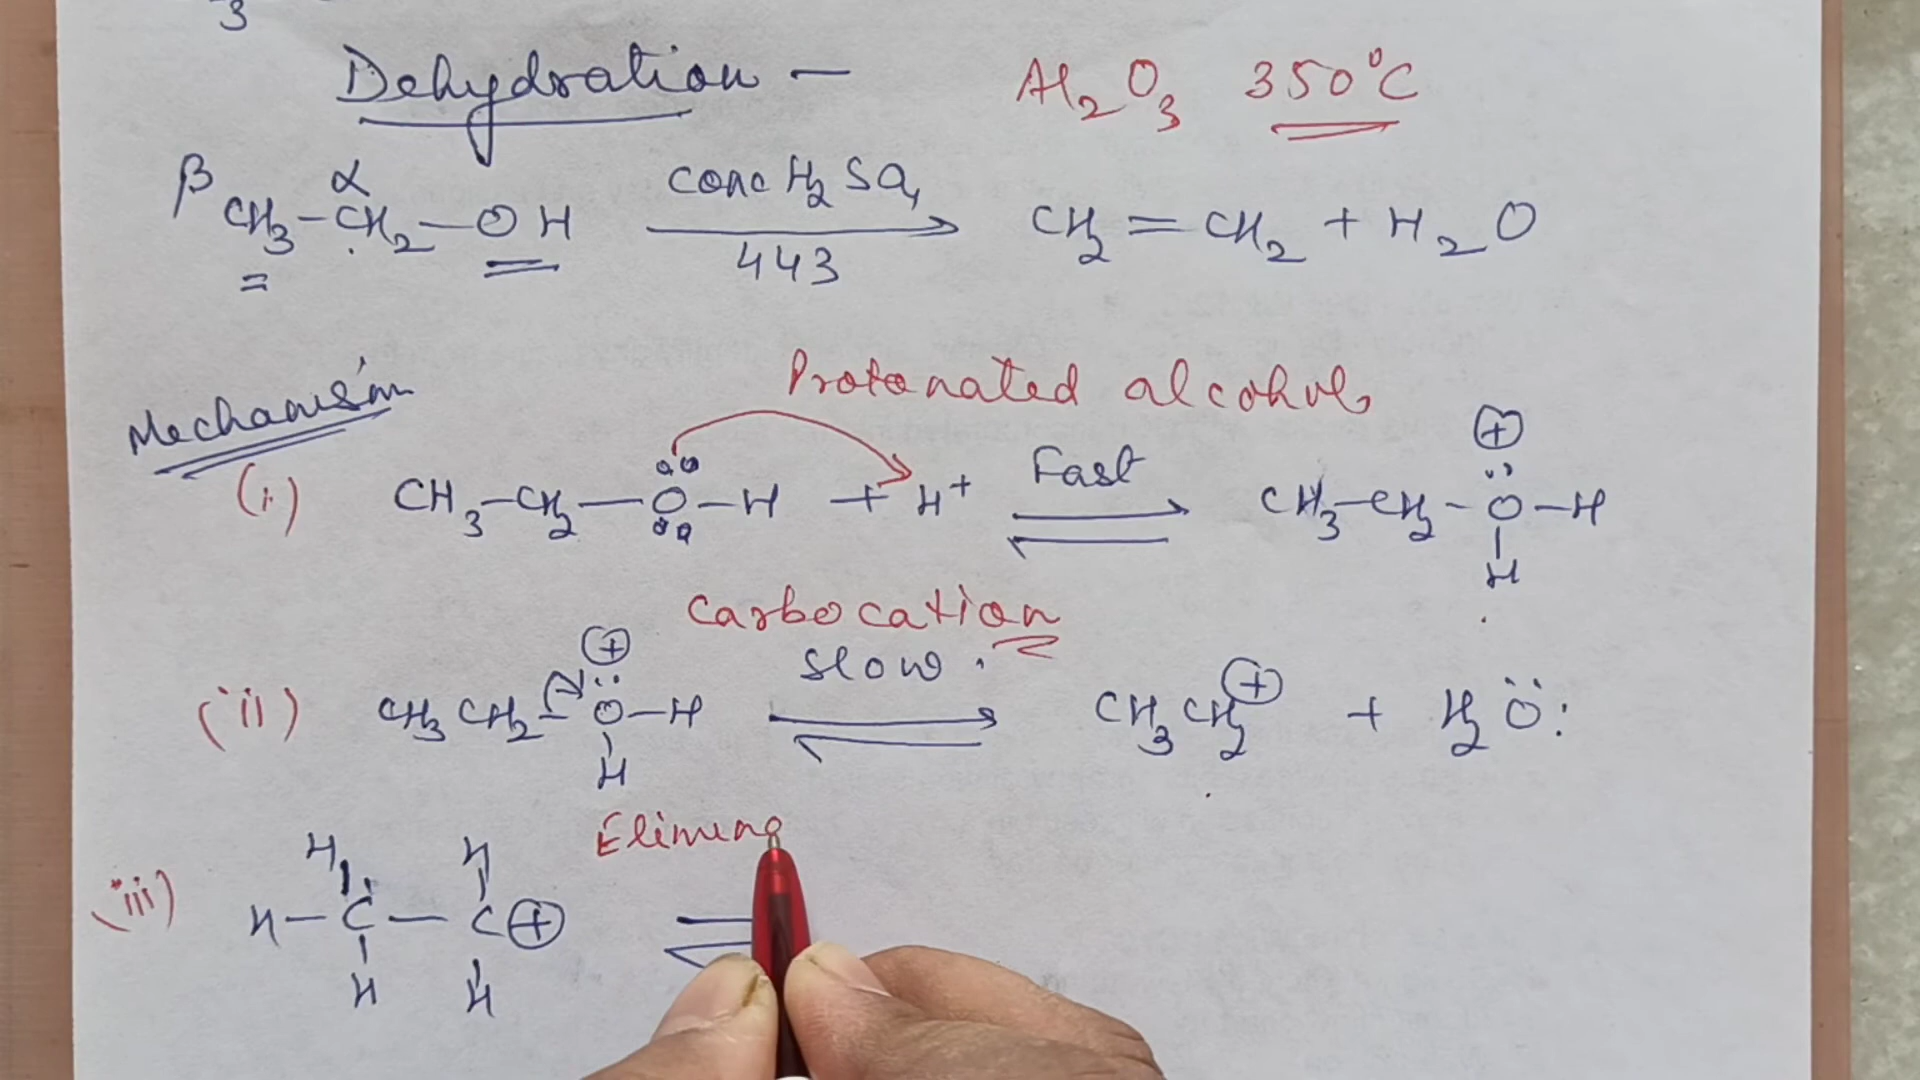 3
Dehydration — Al₂O₃ 350°C
β α
CH₃-CH₂-OH conc H₂SO₄ CH₂=CH₂ + H₂O
443
Mechanism
Protonated alcohol
(i) CH₃-CH₂-O-H + H⁺ Fast CH₃-CH₂-O-H
⊕
H
Carbocation
(ii) CH₃CH₂-O-H slow CH₃CH₂⊕ + H₂O:
⊕
H
Elimina
H H
(iii) H-C-C⊕
H H